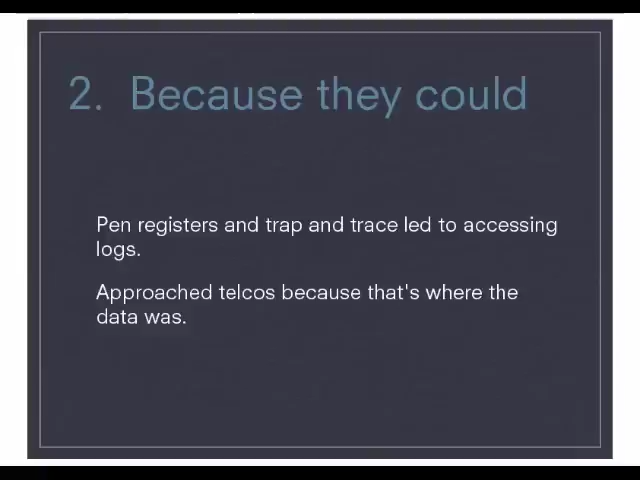 2. Because they could
Pen registers and trap and trace led to accessing
logs.
Approached telcos because that's where the
data was.